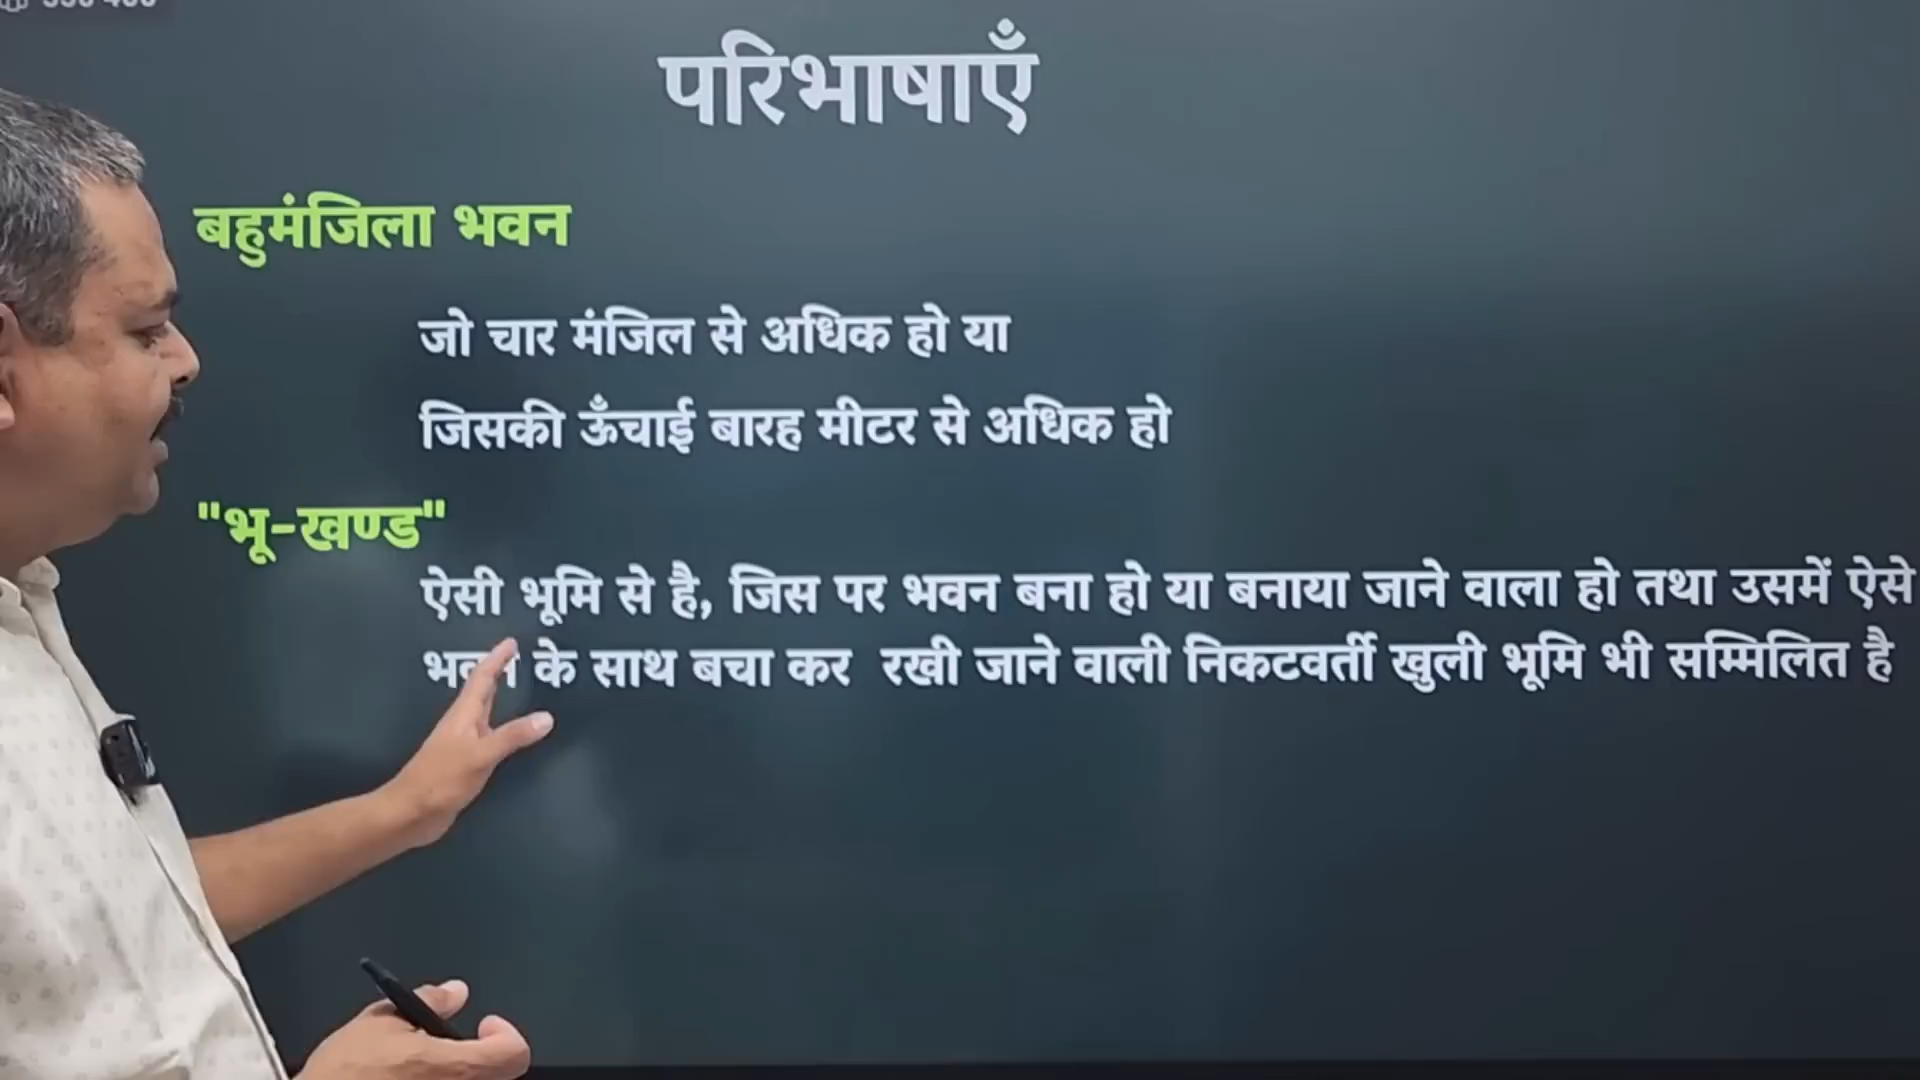 परिभाषाएँ
बहुमंजिला भवन
जो चार मंजिल से अधिक हो या
जिसकी ऊँचाई बारह मीटर से अधिक हो
"भू-खण्ड"
ऐसी भूमि से है, जिस पर भवन बना हो या बनाया जाने वाला हो तथा उसमें ऐसे
भवन के साथ बचा कर रखी जाने वाली निकटवर्ती खुली भूमि भी सम्मिलित है